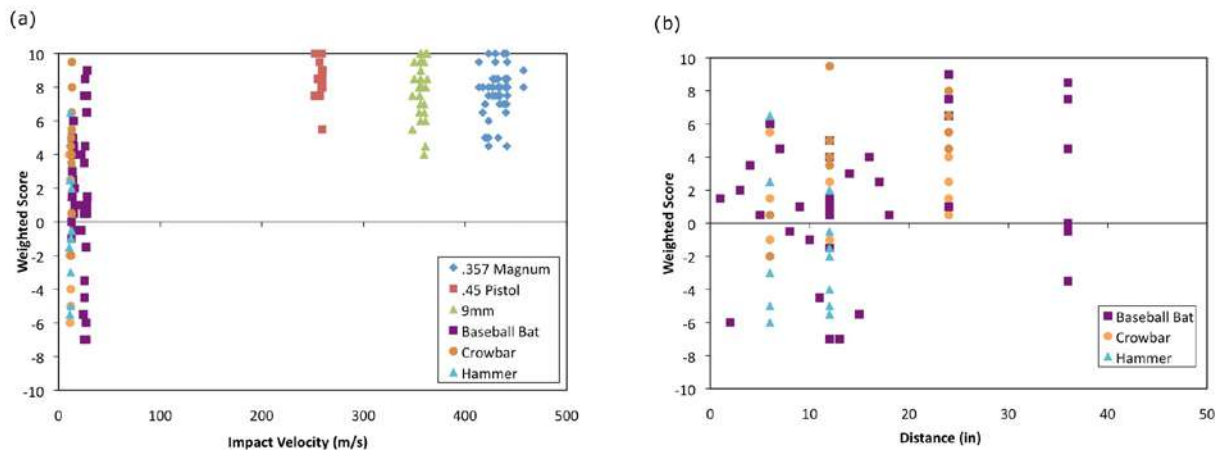 (a)
10
8
6
4
2
0
-2
-4
-6
-8
-10
Weighted Score
.357 Magnum
.45 Pistol
9mm
Baseball Bat
Crowbar
Hammer
0 100 200 300 400 500
Impact Velocity (m/s)
(b)
10
8
6
4
2
0
-2
-4
-6
-8
-10
Weighted Score
Baseball Bat
Crowbar
Hammer
0 10 20 30 40 50
Distance (in)